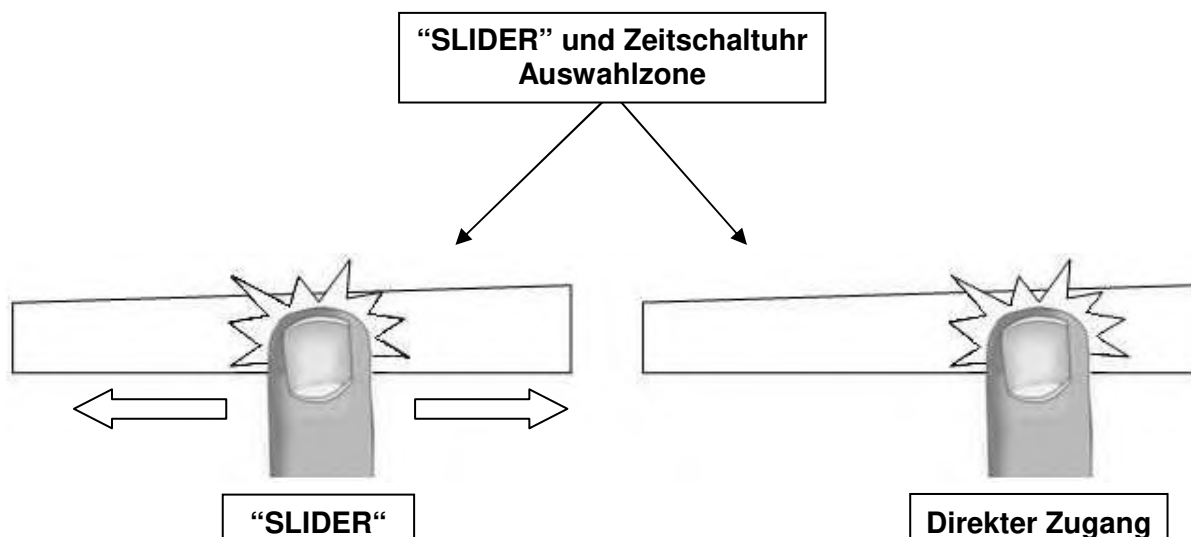 “SLIDER” und Zeitschaltuhr
Auswahlzone
“SLIDER“
Direkter Zugang